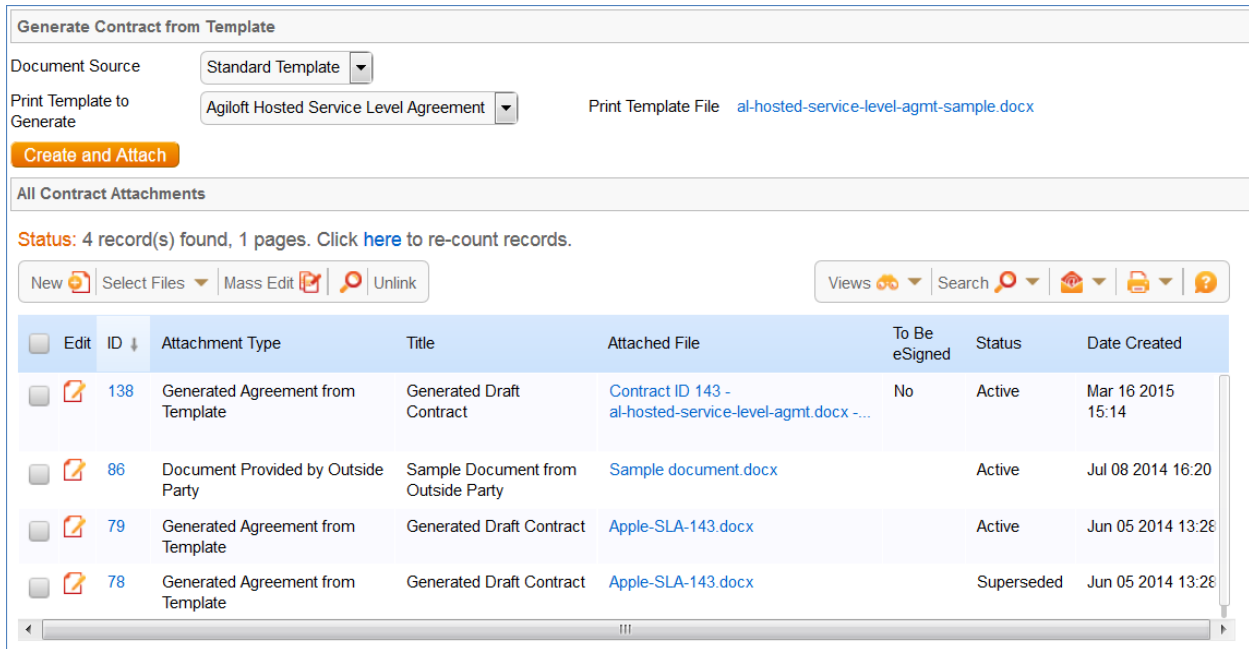 Generate Contract from Template
Document Source Standard Template
Print Template to Generate Agiloft Hosted Service Level Agreement Print Template File al-hosted-service-level-agmt-sample.docx
Create and Attach
All Contract Attachments
Status: 4 record(s) found, 1 pages. Click here to re-count records.
New Select Files Mass Edit Unlink Views Search
Edit ID Attachment Type Title Attached File To Be eSigned Status Date Created
138 Generated Agreement from Template Generated Draft Contract Contract ID 143 - al-hosted-service-level-agmt.docx -... No Active Mar 16 2015 15:14
86 Document Provided by Outside Party Sample Document from Outside Party Sample document.docx Active Jul 08 2014 16:20
79 Generated Agreement from Template Generated Draft Contract Apple-SLA-143.docx Active Jun 05 2014 13:28
78 Generated Agreement from Template Generated Draft Contract Apple-SLA-143.docx Superseded Jun 05 2014 13:28